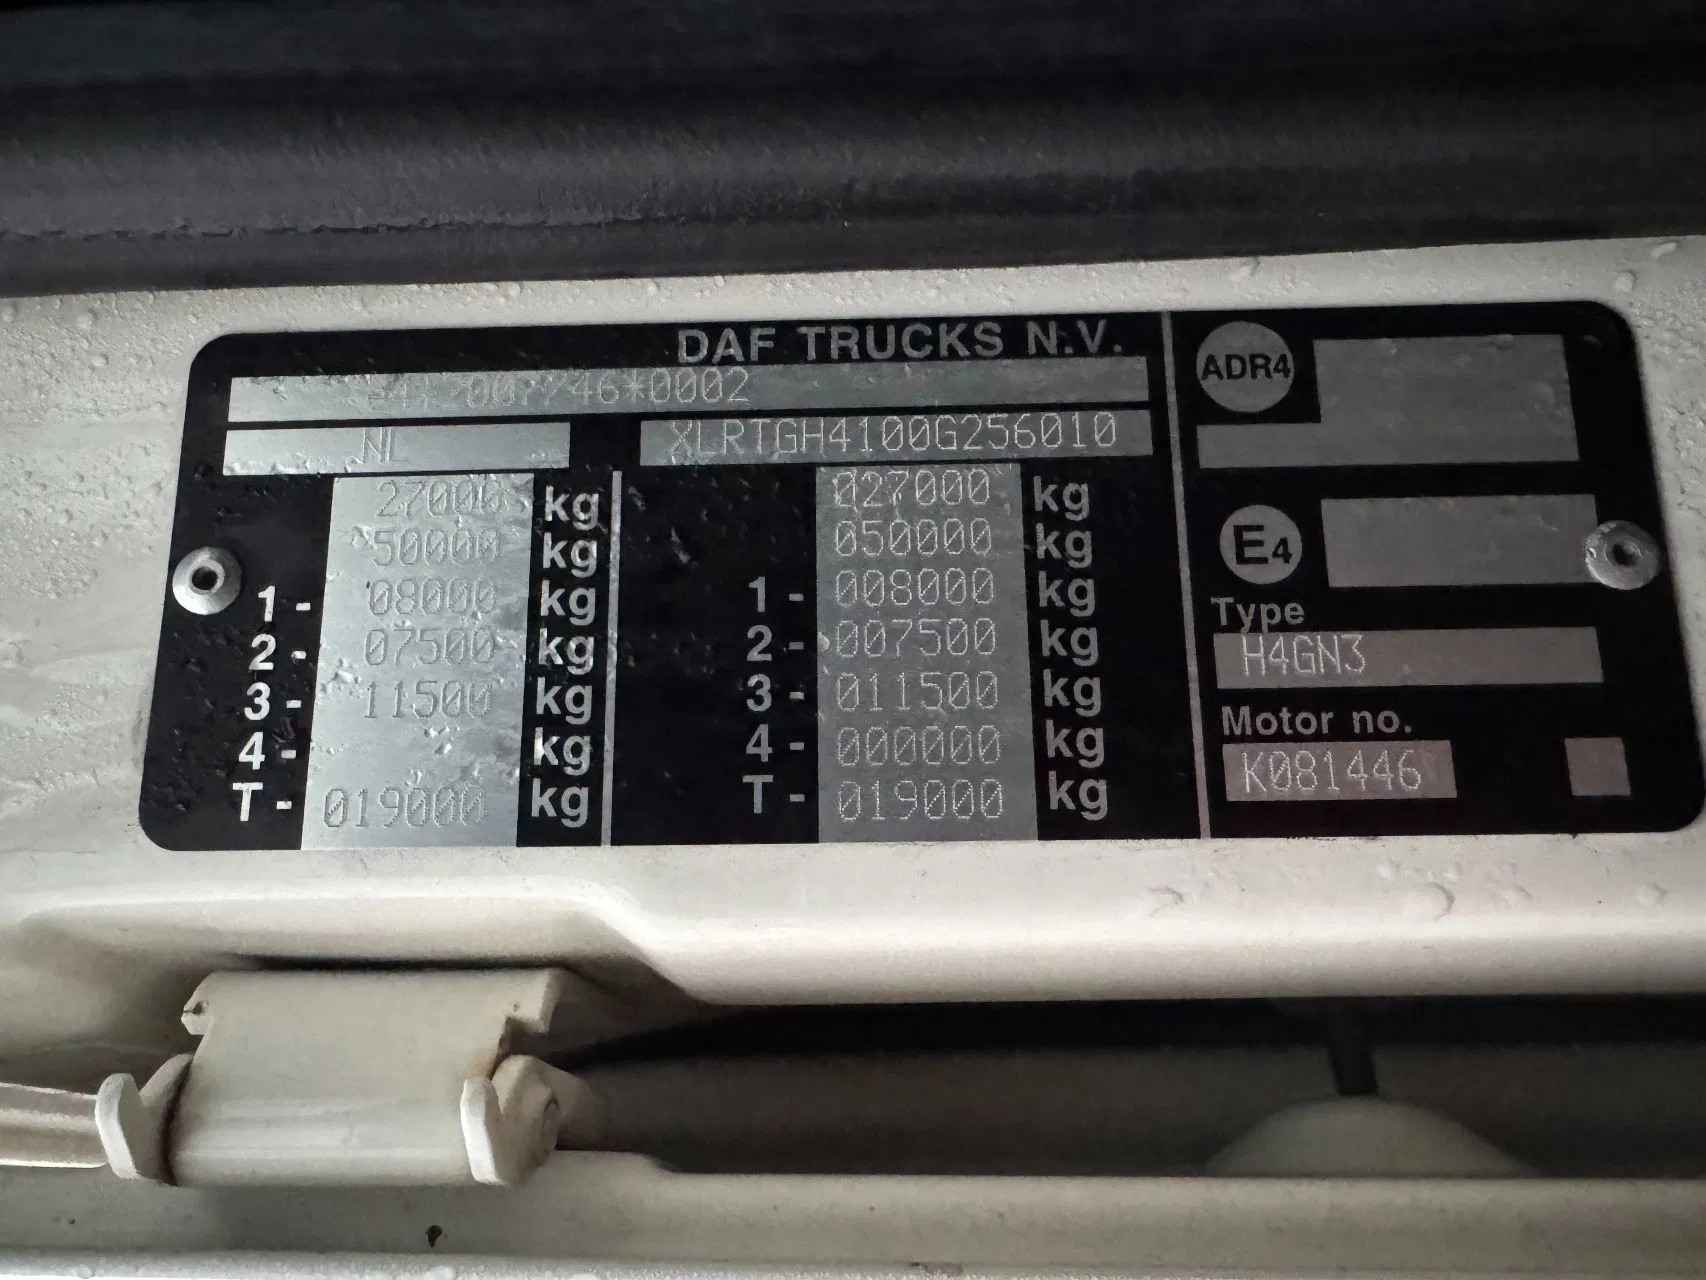 DAF TRUCKS N.V.
e4*2007/46*0002
NL XLRTGH4100G256010
27000 kg 027000 kg
50000 kg 050000 kg
1- 08000 kg 1- 008000 kg
2- 07500 kg 2- 007500 kg
3- 11500 kg 3- 011500 kg
4- kg 4- 000000 kg
T- 019000 kg T- 019000 kg
ADR4
E4
Type
H4GN3
Motor no.
K081446